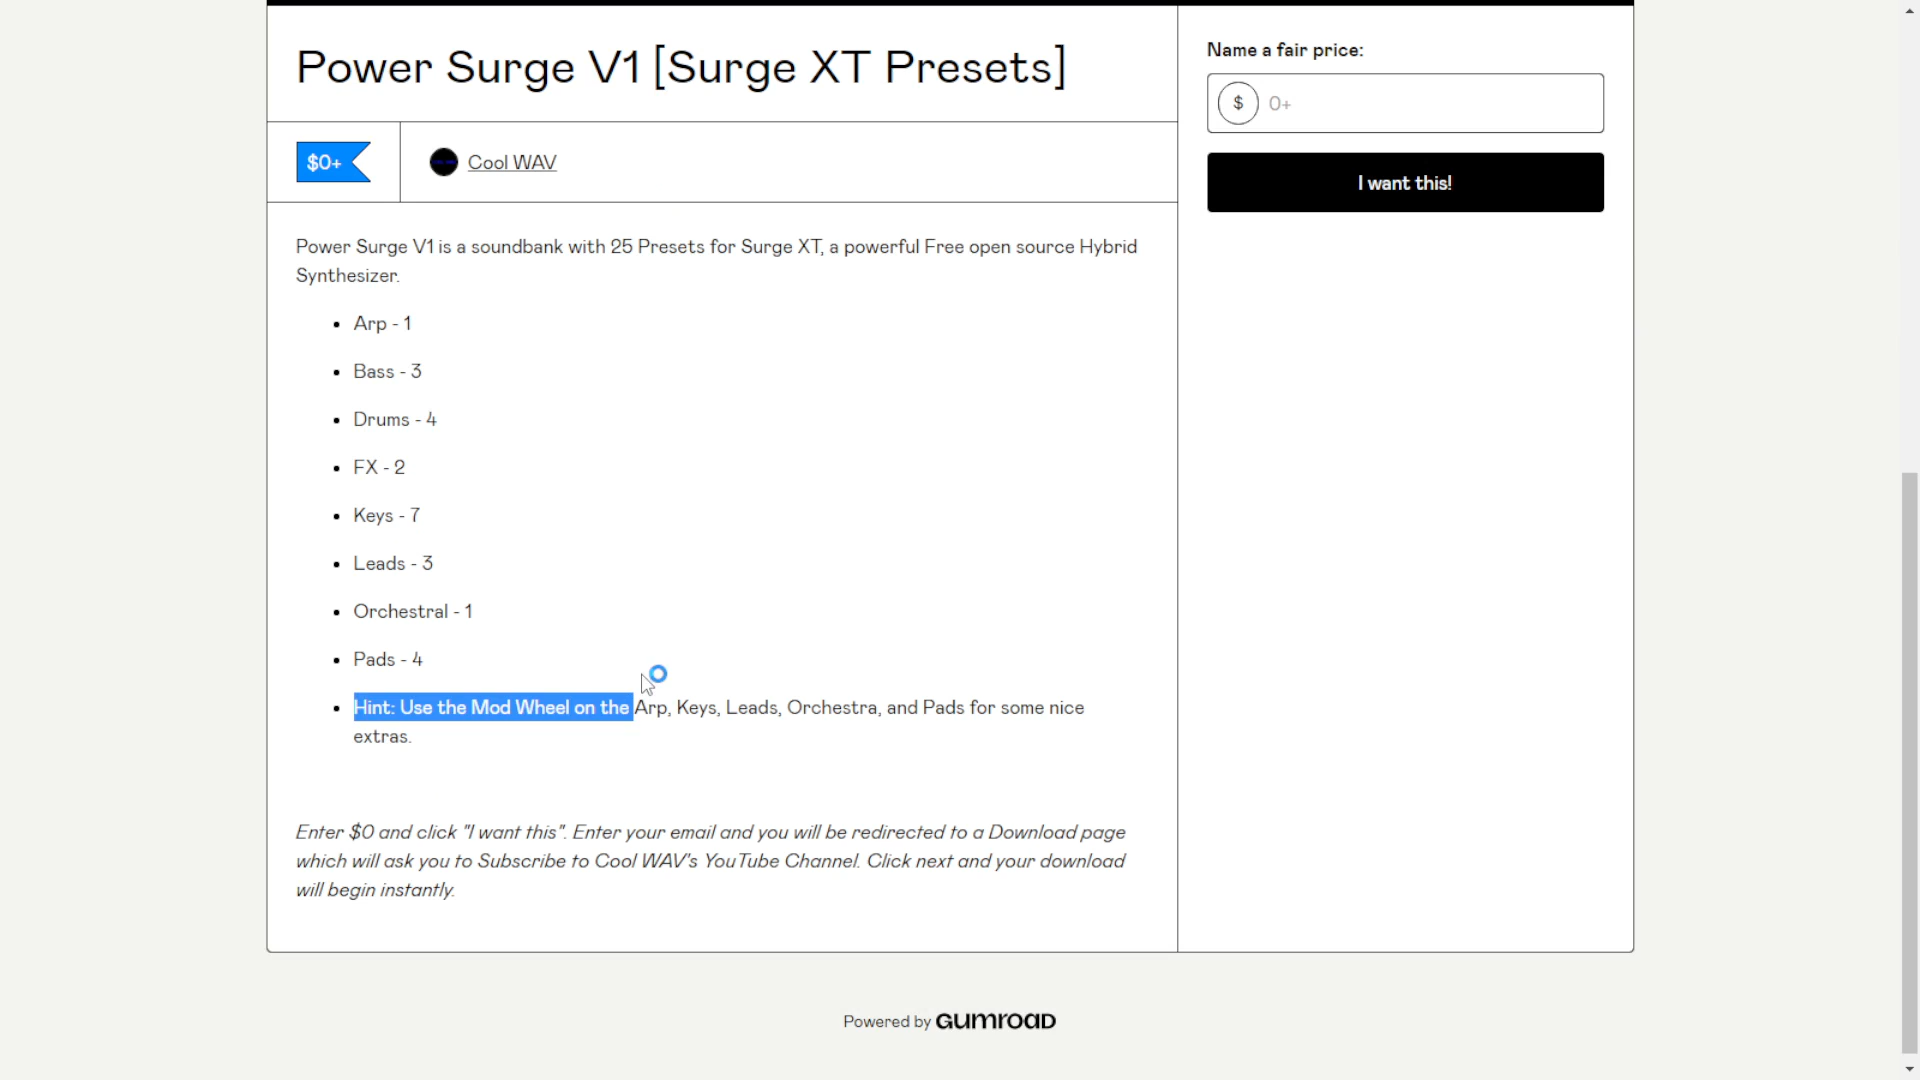 Power Surge V1 [Surge XT Presets]
Name a fair price:
$ 0+
I want this!
$0+
Cool WAV
Power Surge V1 is a soundbank with 25 Presets for Surge XT, a powerful Free open source Hybrid
Synthesizer.
Arp - 1
Bass - 3
Drums - 4
FX - 2
Keys - 7
Leads - 3
Orchestral - 1
Pads - 4
Hint: Use the Mod Wheel on the Arp, Keys, Leads, Orchestra, and Pads for some nice
extras.
Enter $0 and click "I want this". Enter your email and you will be redirected to a Download page
which will ask you to Subscribe to Cool WAV's YouTube Channel. Click next and your download
will begin instantly.
Powered by GUMROAD